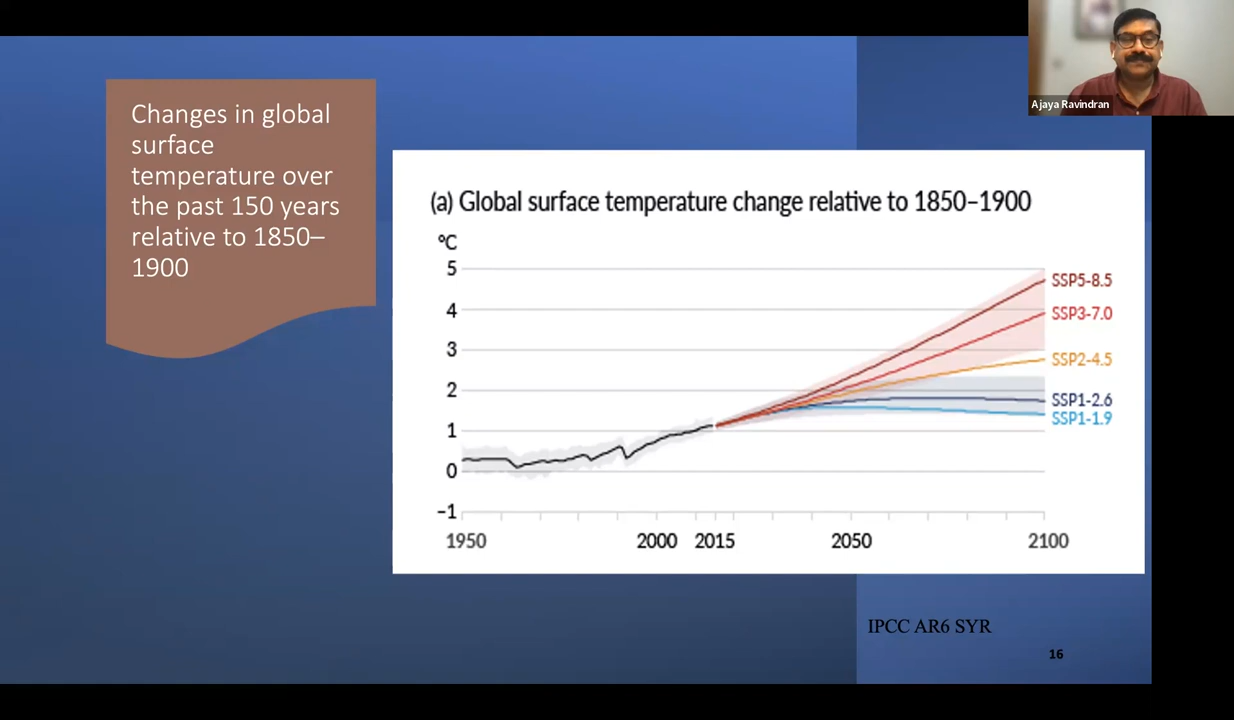 Ajaya Ravindran
Changes in global
surface
temperature over
the past 150 years
relative to 1850–
1900
(a) Global surface temperature change relative to 1850–1900
°C
5
4
3
2
1
0
–1
1950
2000
2015
2050
2100
SSP5-8.5
SSP3-7.0
SSP2-4.5
SSP1-2.6
SSP1-1.9
IPCC AR6 SYR
16